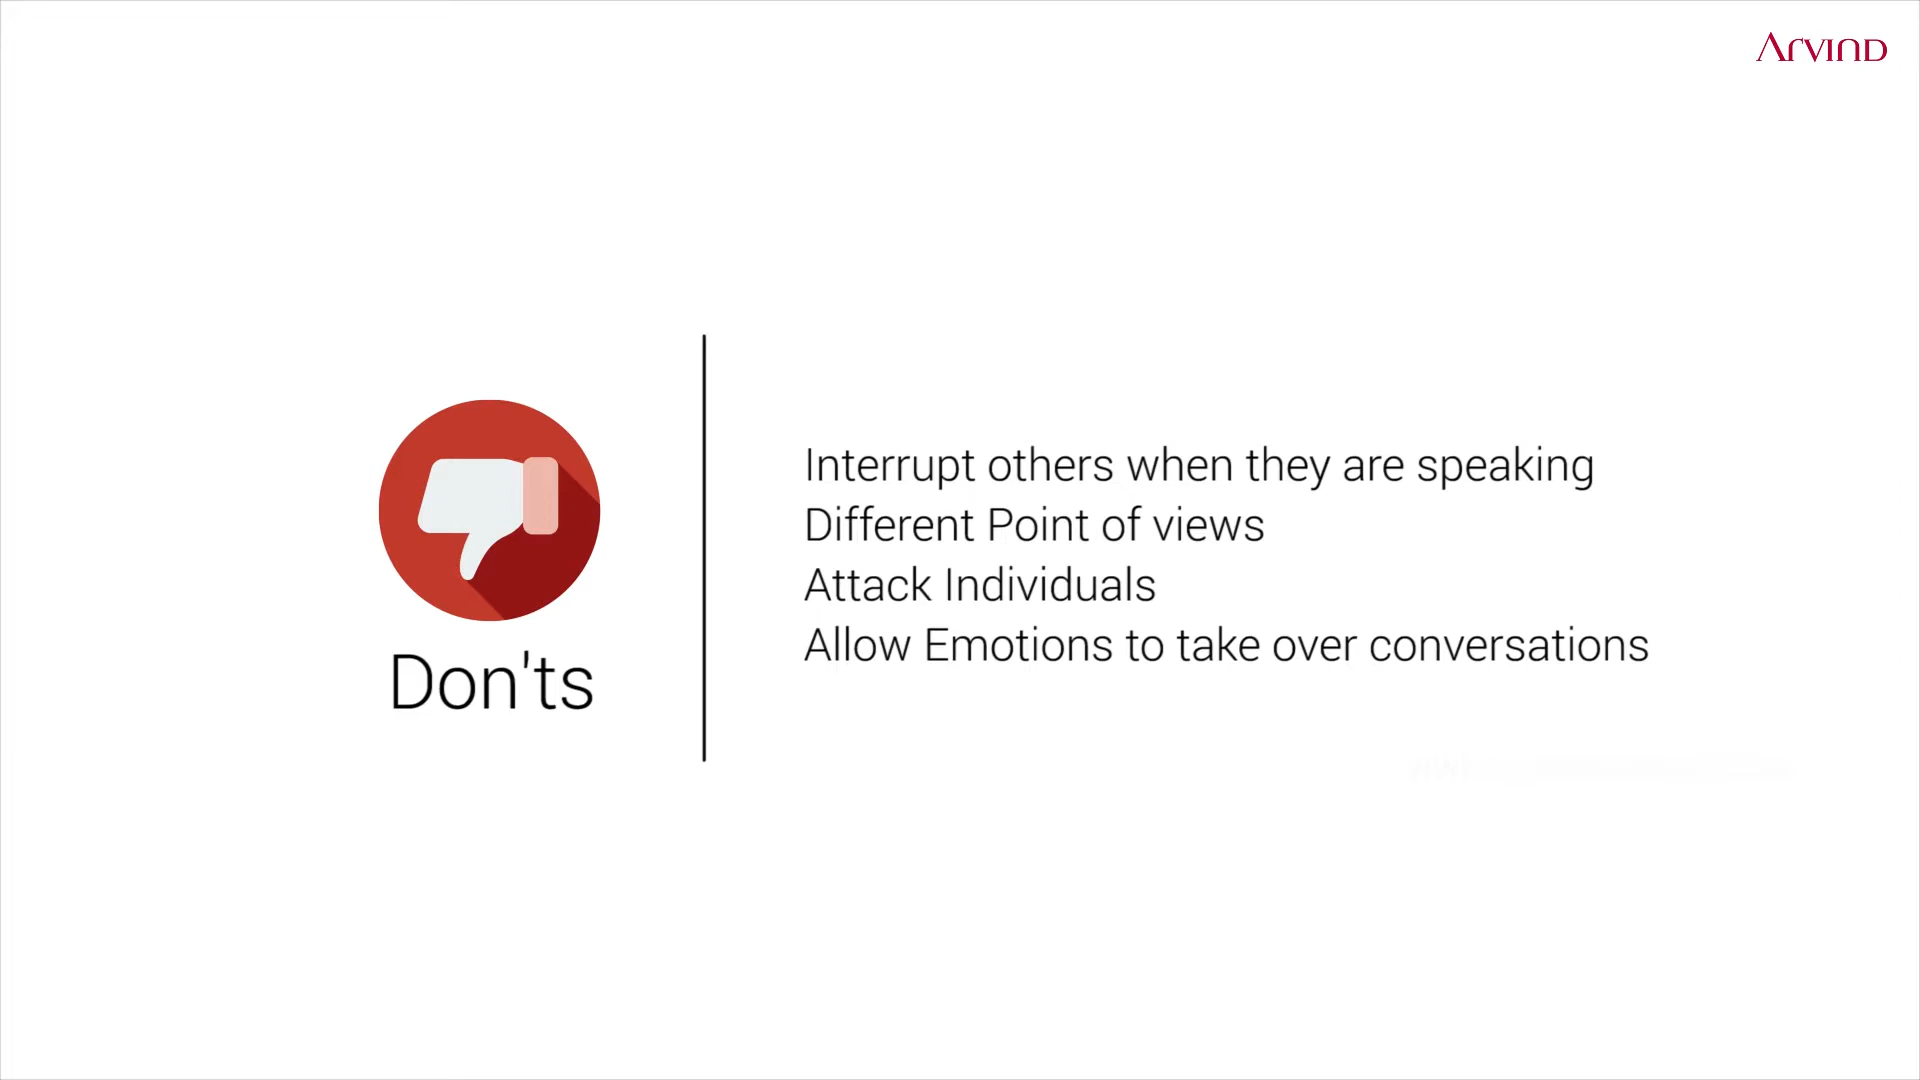 ARVIND
Don'ts
Interrupt others when they are speaking
Different Point of views
Attack Individuals
Allow Emotions to take over conversations